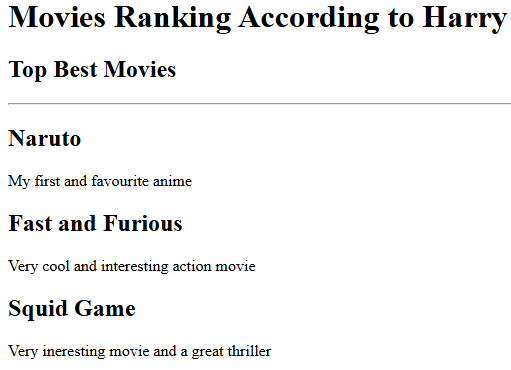 Movies Ranking According to Harry
Top Best Movies
Naruto
My first and favourite anime
Fast and Furious
Very cool and interesting action movie
Squid Game
Very ineresting movie and a great thriller